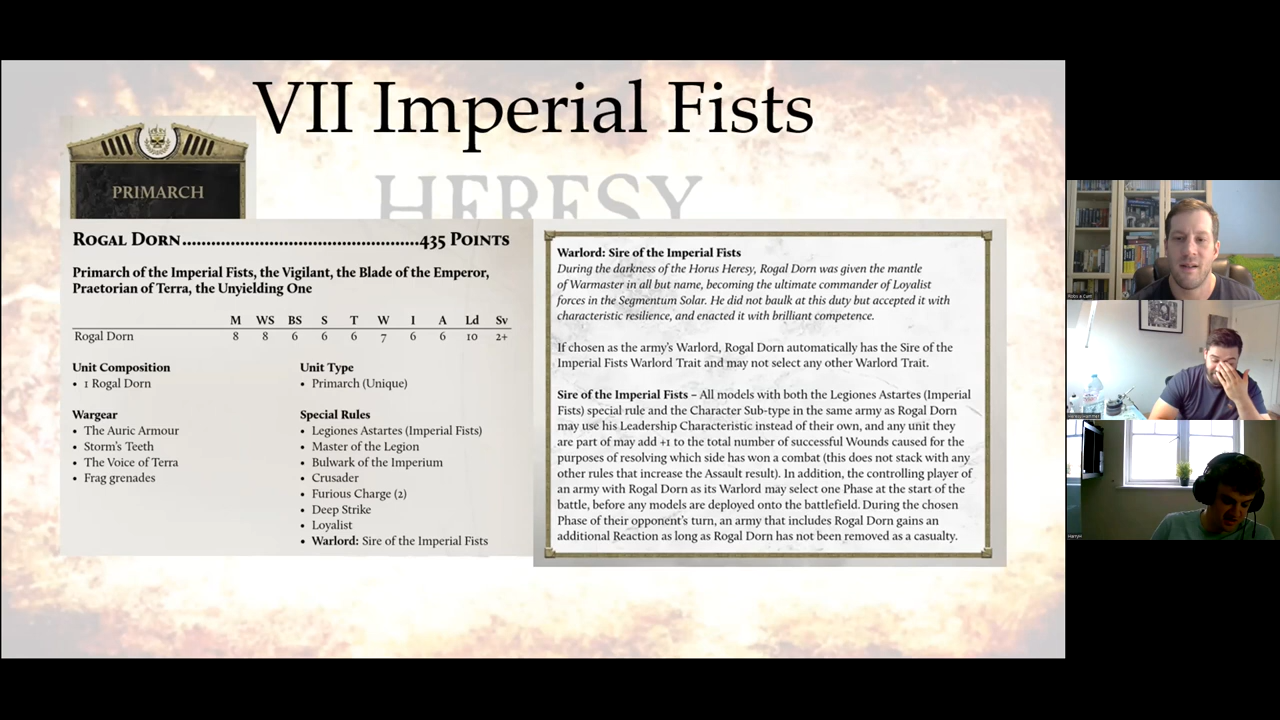 VII Imperial Fists
HERESY
PRIMARCH
Rogal Dorn..................................................435 Points
Primarch of the Imperial Fists, the Vigilant, the Blade of the Emperor,
Praetorian of Terra, the Unyielding One
M WS BS S T W I A Ld Sv
Rogal Dorn 8 8 6 6 6 7 6 6 10 2+
Unit Composition
• 1 Rogal Dorn
Unit Type
• Primarch (Unique)
Wargear
• The Auric Armour
• Storm's Teeth
• The Voice of Terra
• Frag grenades
Special Rules
• Legiones Astartes (Imperial Fists)
• Master of the Legion
• Bulwark of the Imperium
• Crusader
• Furious Charge (2)
• Deep Strike
• Loyalist
• Warlord: Sire of the Imperial Fists
Warlord: Sire of the Imperial Fists
During the darkness of the Horus Heresy, Rogal Dorn was given the mantle
of Warmaster in all but name, becoming the ultimate commander of Loyalist
forces in the Segmentum Solar. He did not baulk at this duty but accepted it with
characteristic resilience, and enacted it with brilliant competence.
If chosen as the army's Warlord, Rogal Dorn automatically has the Sire of the
Imperial Fists Warlord Trait and may not select any other Warlord Trait.
Sire of the Imperial Fists – All models with both the Legiones Astartes (Imperial
Fists) special rule and the Character Sub-type in the same army as Rogal Dorn
may use his Leadership Characteristic instead of their own, and any unit they
are part of may add +1 to the total number of successful Wounds caused for the
purposes of resolving which side has won a combat (this does not stack with any
other rules that increase the Assault result). In addition, the controlling player of
an army with Rogal Dorn as its Warlord may select one Phase at the start of the
battle, before any models are deployed onto the battlefield. During the chosen
Phase of their opponent's turn, an army that includes Rogal Dorn gains an
additional Reaction as long as Rogal Dorn has not been removed as a casualty.